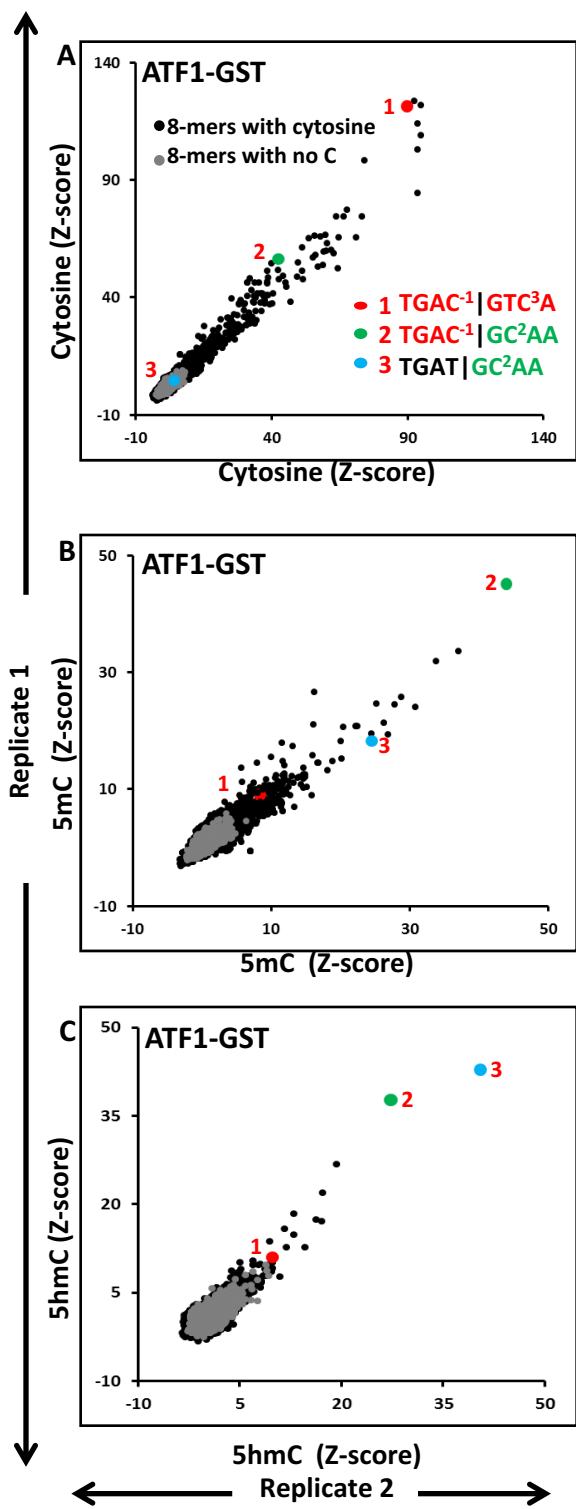 A
ATF1-GST
140
90
40
-10
8-mers with cytosine
8-mers with no C
1
2
3
1 TGAC⁻¹|GTC³A
2 TGAC⁻¹|GC²AA
3 TGAT|GC²AA
-10 40 90 140
Cytosine (Z-score)
Cytosine (Z-score)
B
ATF1-GST
50
30
10
-10
2
3
1
-10 10 30 50
5mC (Z-score)
5mC (Z-score)
Replicate 1
C
ATF1-GST
50
35
20
5
-10
3
2
1
-10 5 20 35 50
5hmC (Z-score)
5hmC (Z-score)
Replicate 2